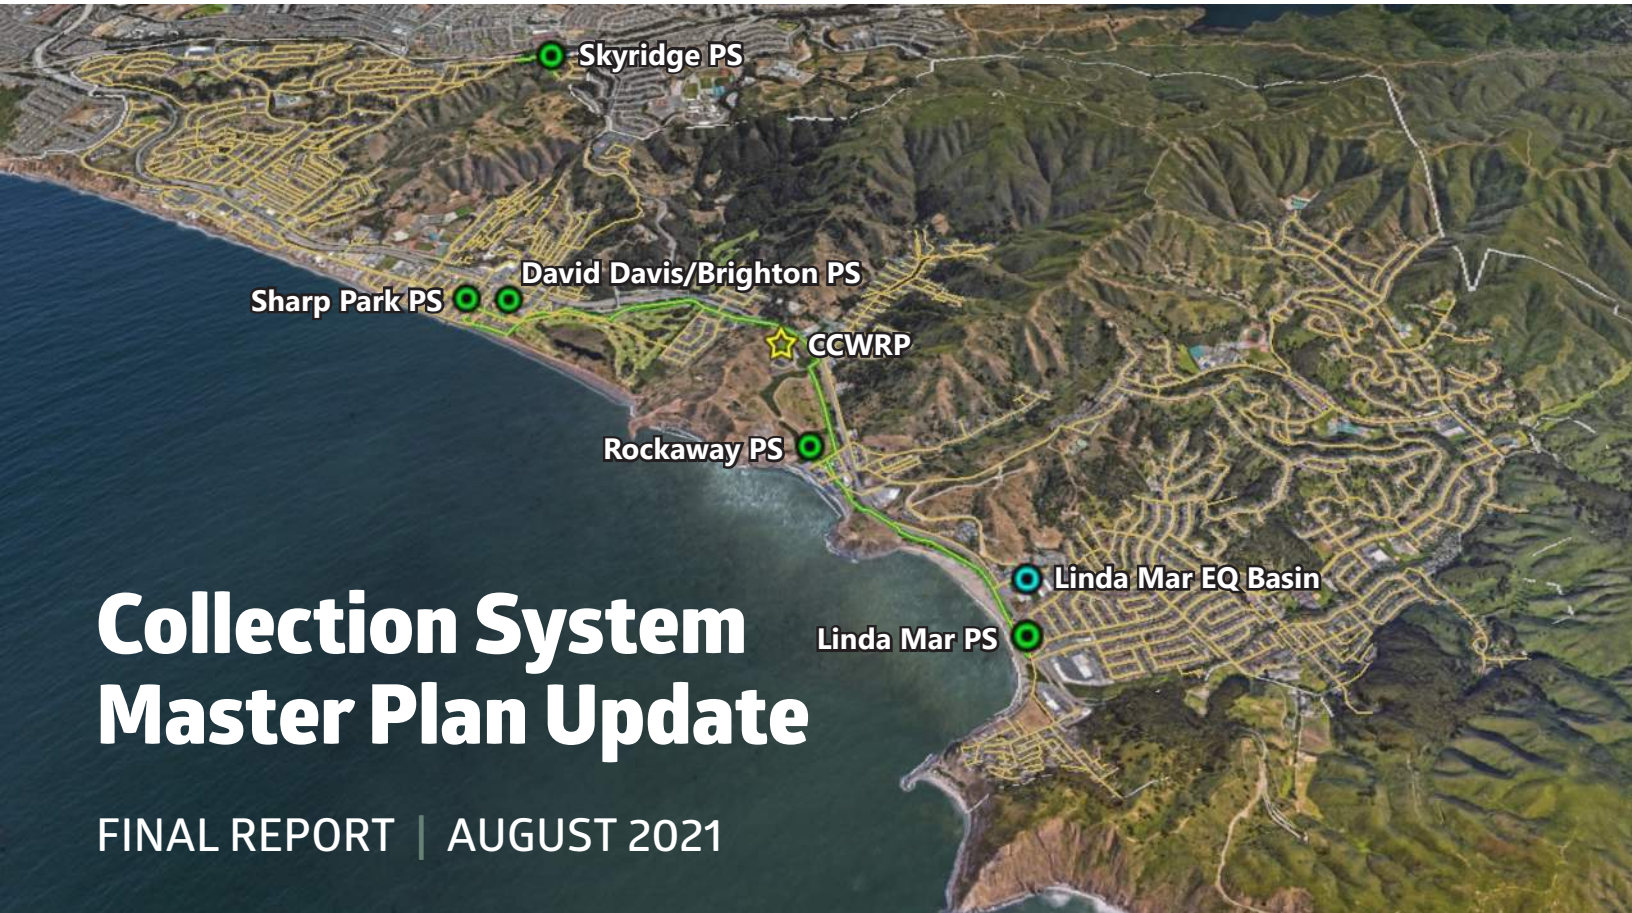 Skyridge PS
David Davis/Brighton PS
Sharp Park PS
CCWRP
Rockaway PS
Linda Mar EQ Basin
Linda Mar PS
Collection System
Master Plan Update
FINAL REPORT | AUGUST 2021